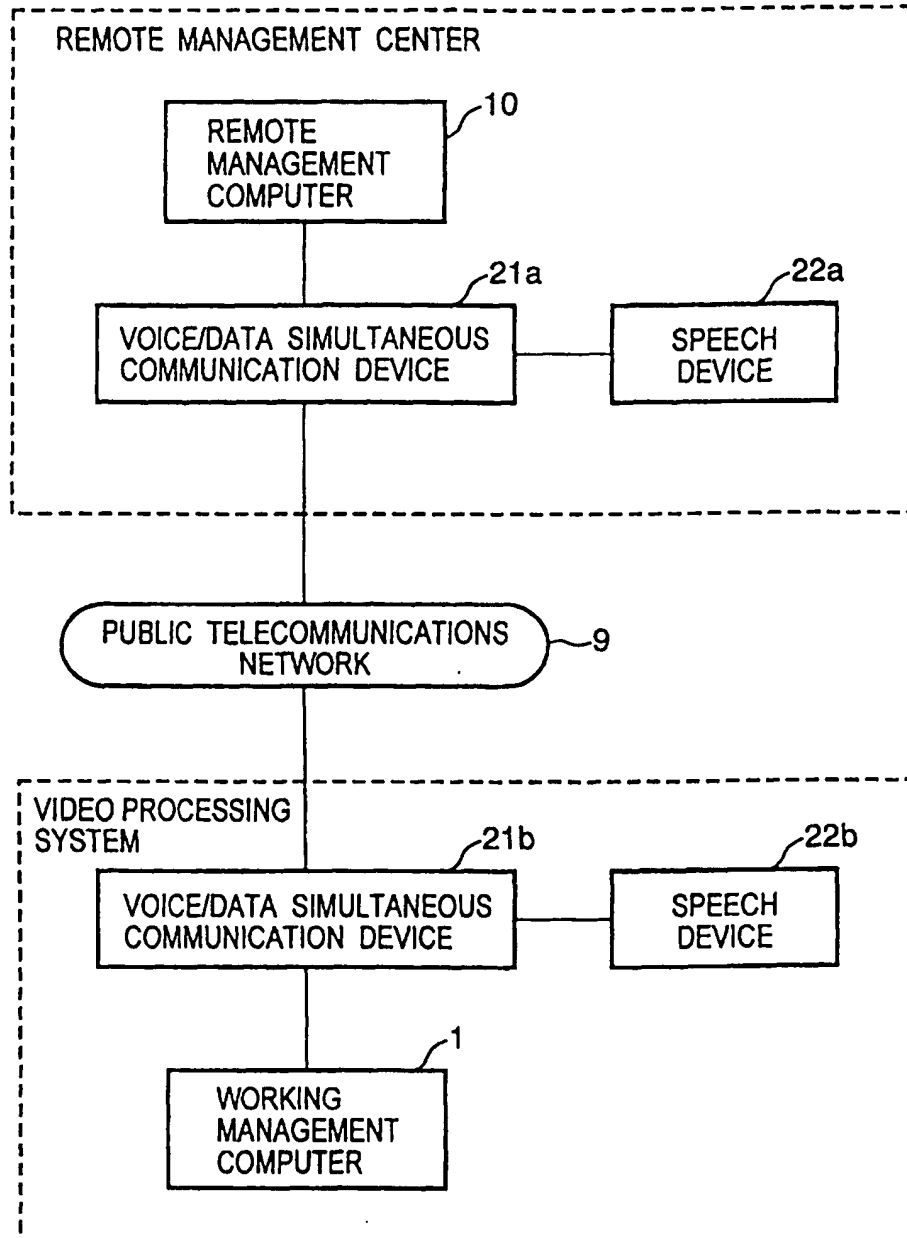 REMOTE MANAGEMENT CENTER
10
REMOTE
MANAGEMENT
COMPUTER
21a
22a
VOICE/DATA SIMULTANEOUS
COMMUNICATION DEVICE
SPEECH
DEVICE
PUBLIC TELECOMMUNICATIONS
NETWORK
9
VIDEO PROCESSING
SYSTEM
21b
22b
VOICE/DATA SIMULTANEOUS
COMMUNICATION DEVICE
SPEECH
DEVICE
1
WORKING
MANAGEMENT
COMPUTER